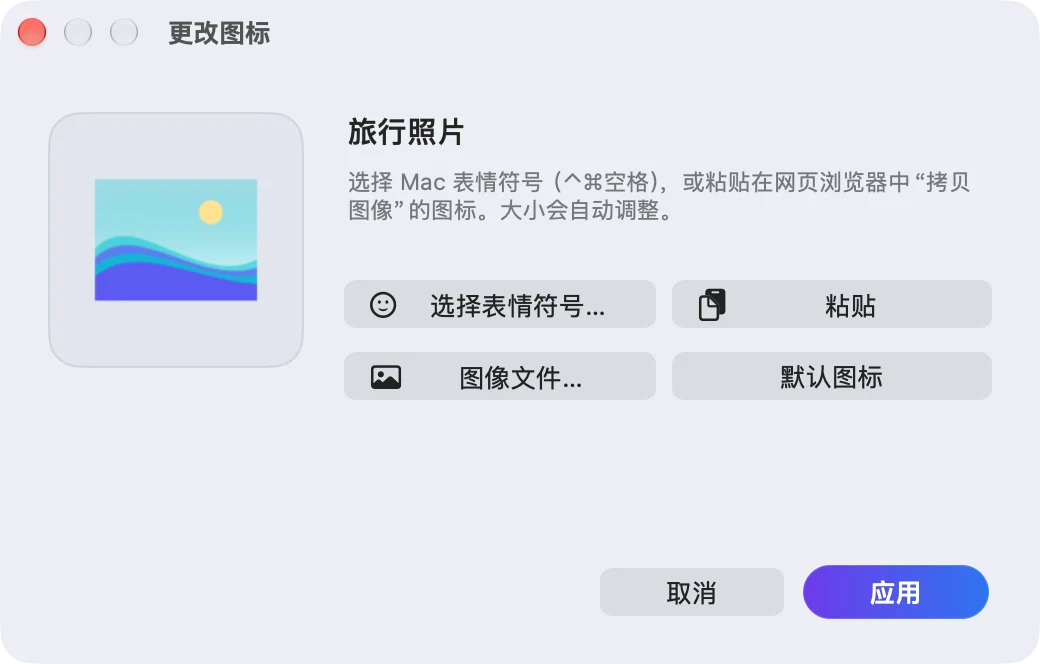 更改图标
旅行照片
选择 Mac 表情符号 (^⌘空格)，或粘贴在网页浏览器中“拷贝
图像”的图标。大小会自动调整。
选择表情符号...
粘贴
图像文件...
默认图标
取消
应用